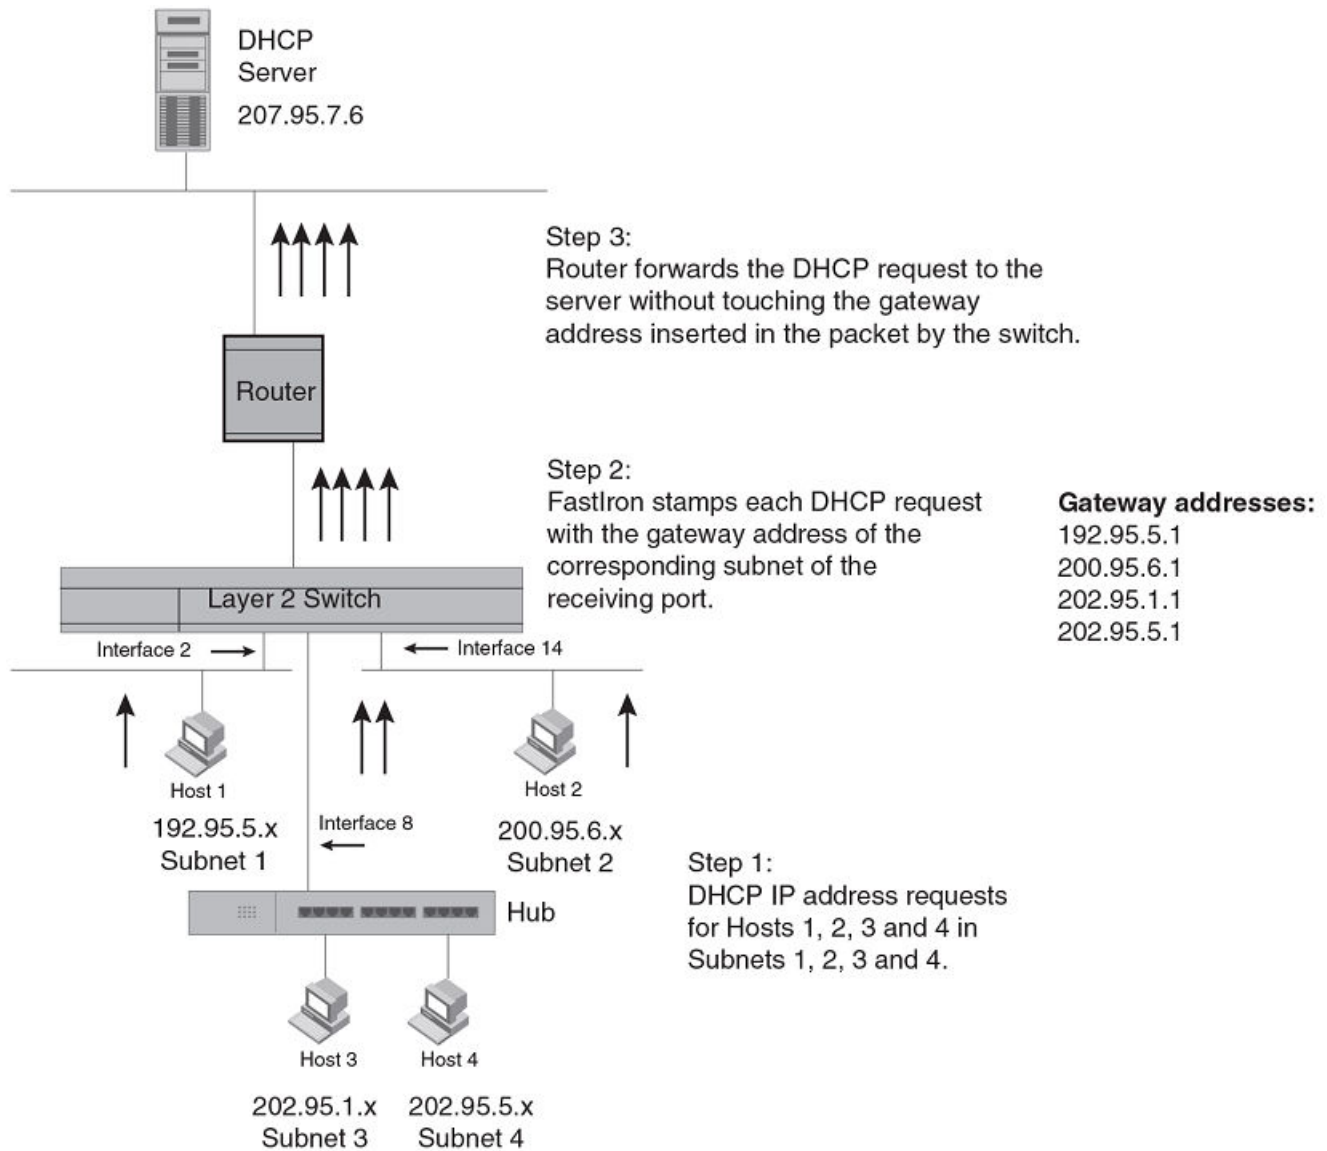 DHCP
Server
207.95.7.6
Step 3:
Router forwards the DHCP request to the
server without touching the gateway
address inserted in the packet by the switch.
Router
Step 2:
FastIron stamps each DHCP request
with the gateway address of the
corresponding subnet of the
receiving port.
Gateway addresses:
192.95.5.1
200.95.6.1
202.95.1.1
202.95.5.1
Layer 2 Switch
Interface 2
Interface 14
Host 1
192.95.5.x
Subnet 1
Interface 8
Host 2
200.95.6.x
Subnet 2
Step 1:
DHCP IP address requests
for Hosts 1, 2, 3 and 4 in
Subnets 1, 2, 3 and 4.
Hub
Host 3
202.95.1.x
Subnet 3
Host 4
202.95.5.x
Subnet 4